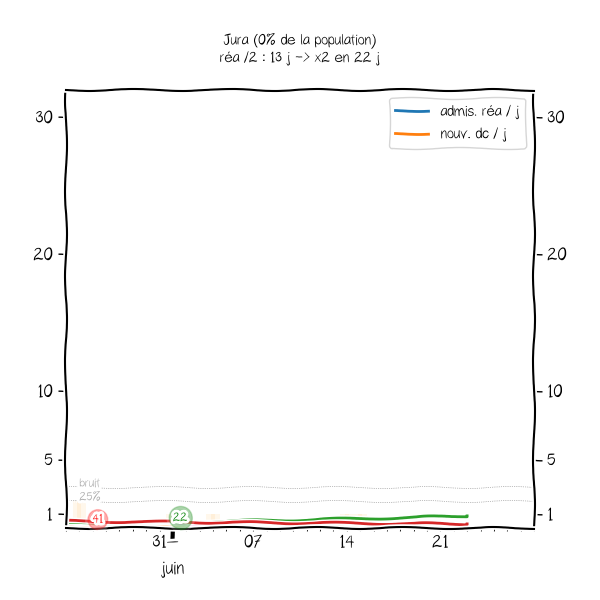 Jura (0% de la population)
réa /2 : 13 j -> x2 en 22 j
admis. réa / j
nouv. dc / j
30
30
20
20
10
10
5
5
bruit
25%
1
41
22
1
31
07
14
21
juin